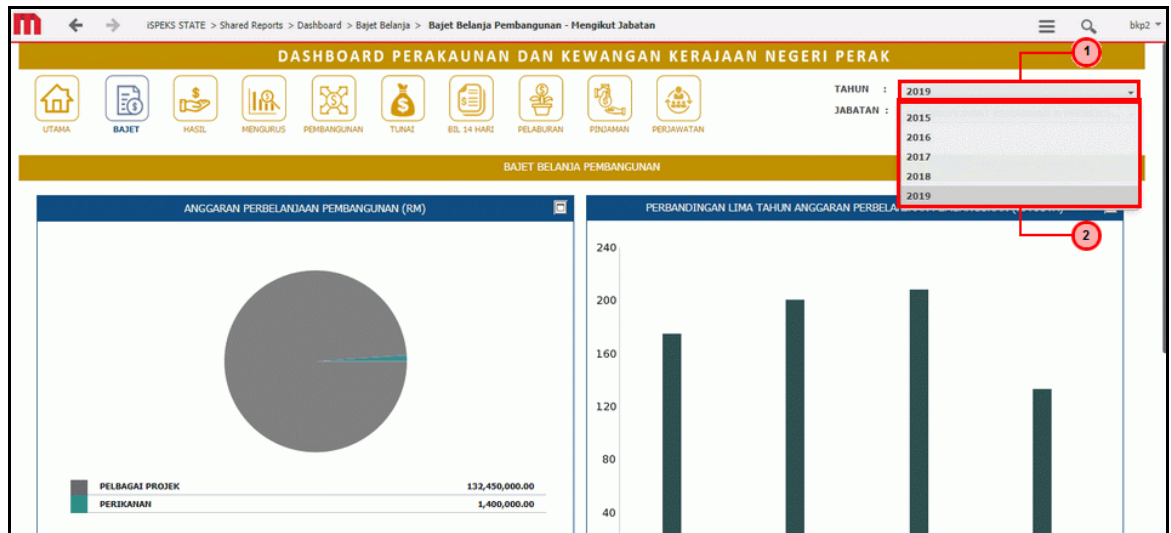 iSPEKS STATE > Shared Reports > Dashboard > Bajet Belanja > Bajet Belanja Pembangunan - Mengikut Jabatan
bkp2
DASHBOARD PERAKAUNAN DAN KEWANGAN KERAJAAN NEGERI PERAK
1
UTAMA
BAJET
HASIL
MENGURUS
PEMBANGUNAN
TUNAI
BIL 14 HARI
PELABURAN
PINJAMAN
PERJAWATAN
TAHUN : 2019
JABATAN :
2015
2016
2017
2018
2019
2
BAJET BELANJA PEMBANGUNAN
ANGGARAN PERBELANJAAN PEMBANGUNAN (RM)
PELBAGAI PROJEK 132,450,000.00
PERIKANAN 1,400,000.00
PERBANDINGAN LIMA TAHUN ANGGARAN
240
200
160
120
80
40